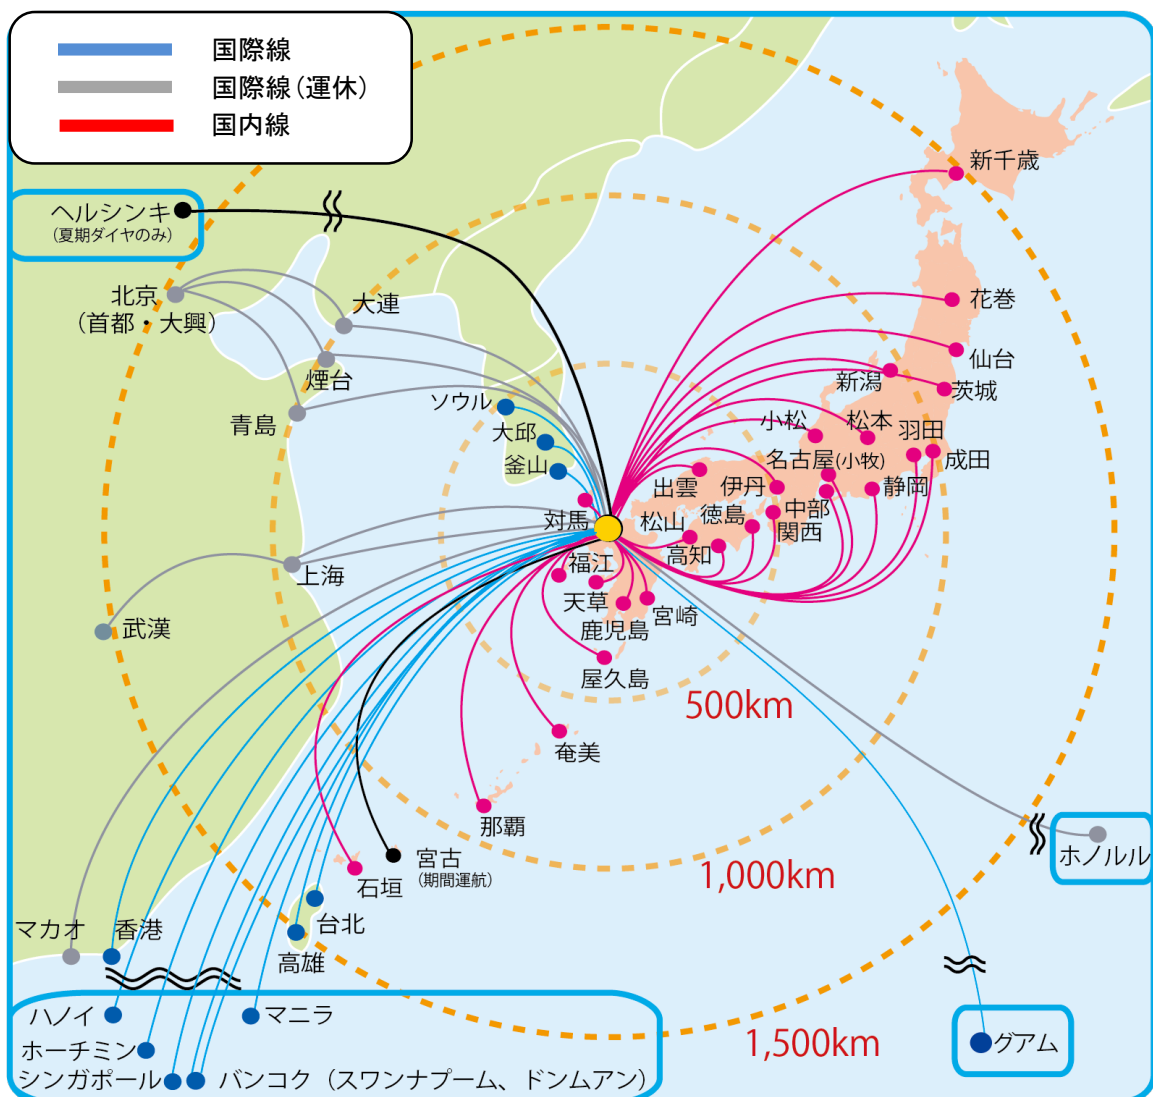 国際線
国際線（運休）
国内線
新千歳
ヘルシンキ
（夏期ダイヤのみ）
北京
（首都・大興）
大連
花巻
仙台
煙台
新潟
茨城
ソウル
青島
小松
松本
羽田
大邱
名古屋(小牧)
成田
釜山
出雲
伊丹
静岡
対馬
松山
徳島
中部
関西
高知
福江
上海
天草
宮崎
武漢
鹿児島
屋久島
500km
奄美
那覇
宮古
（期間運航）
ホノルル
石垣
1,000km
マカオ
香港
台北
高雄
ハノイ
マニラ
1,500km
グアム
ホーチミン
シンガポール
バンコク（スワンナプーム、ドンムアン）